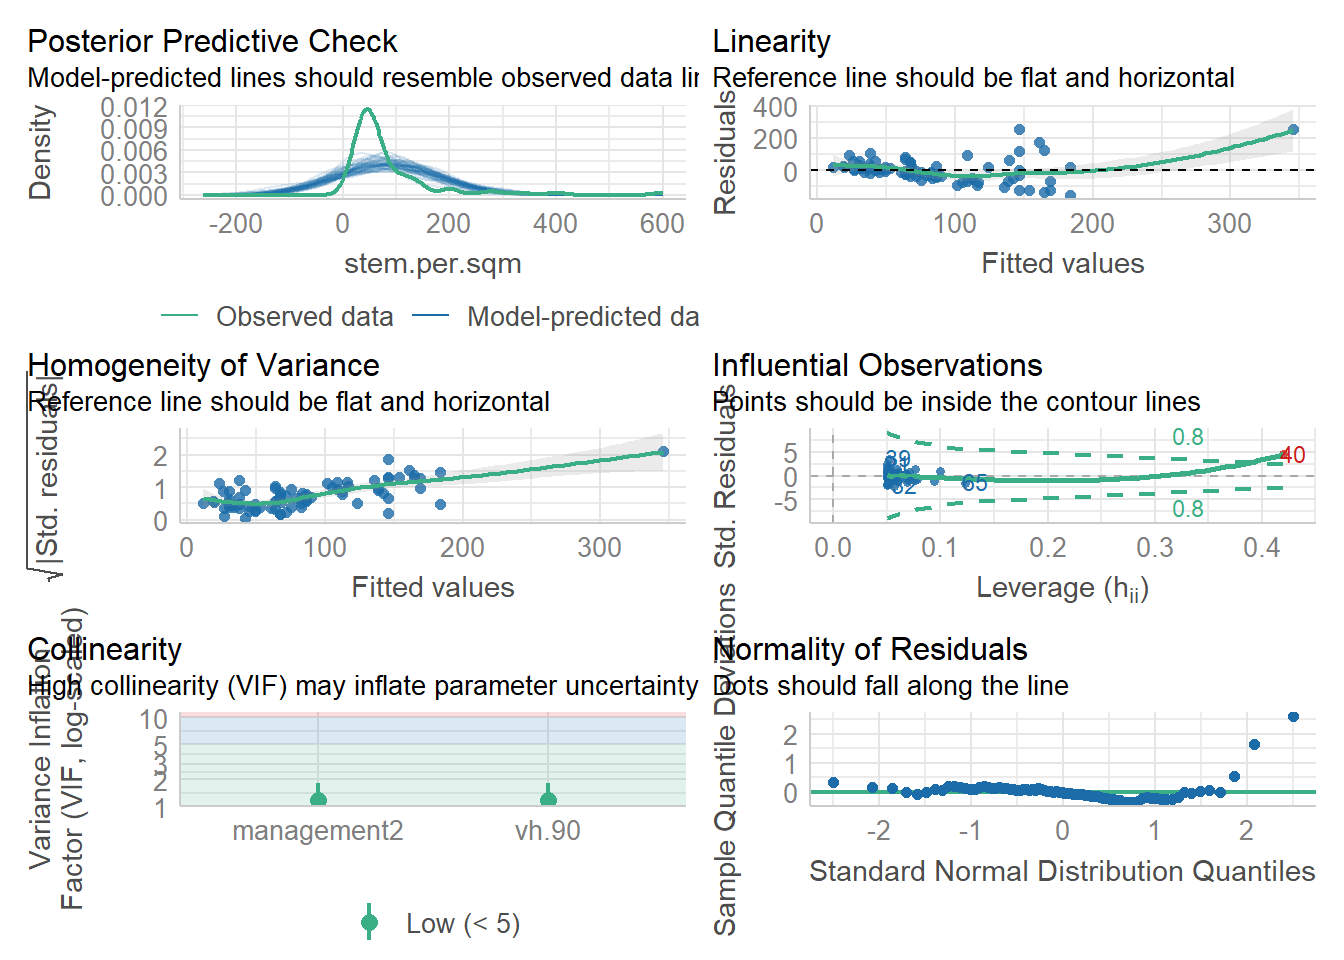 Posterior Predictive Check
Model-predicted lines should resemble observed data lin
Density
0.012
0.009
0.006
0.003
0.000
-200 0 200 400 600
stem.per.sqm
Observed data Model-predicted da
Linearity
Reference line should be flat and horizontal
Residuals
400
200
0
0 100 200 300
Fitted values
Homogeneity of Variance
Reference line should be flat and horizontal
√|Std. residuals|
2
1
0
0 100 200 300
Fitted values
Influential Observations
Points should be inside the contour lines
Std. Residuals
5
0
-5
0.8
0.8
39
32
65
40
0.0 0.1 0.2 0.3 0.4
Leverage (hii)
Collinearity
High collinearity (VIF) may inflate parameter uncertainty
Variance Inflation
Factor (VIF, log-scaled)
10
5
3
2
1
management2 vh.90
Low (< 5)
Normality of Residuals
Dots should fall along the line
Sample Quantile Deviations
2
1
0
-2 -1 0 1 2
Standard Normal Distribution Quantiles